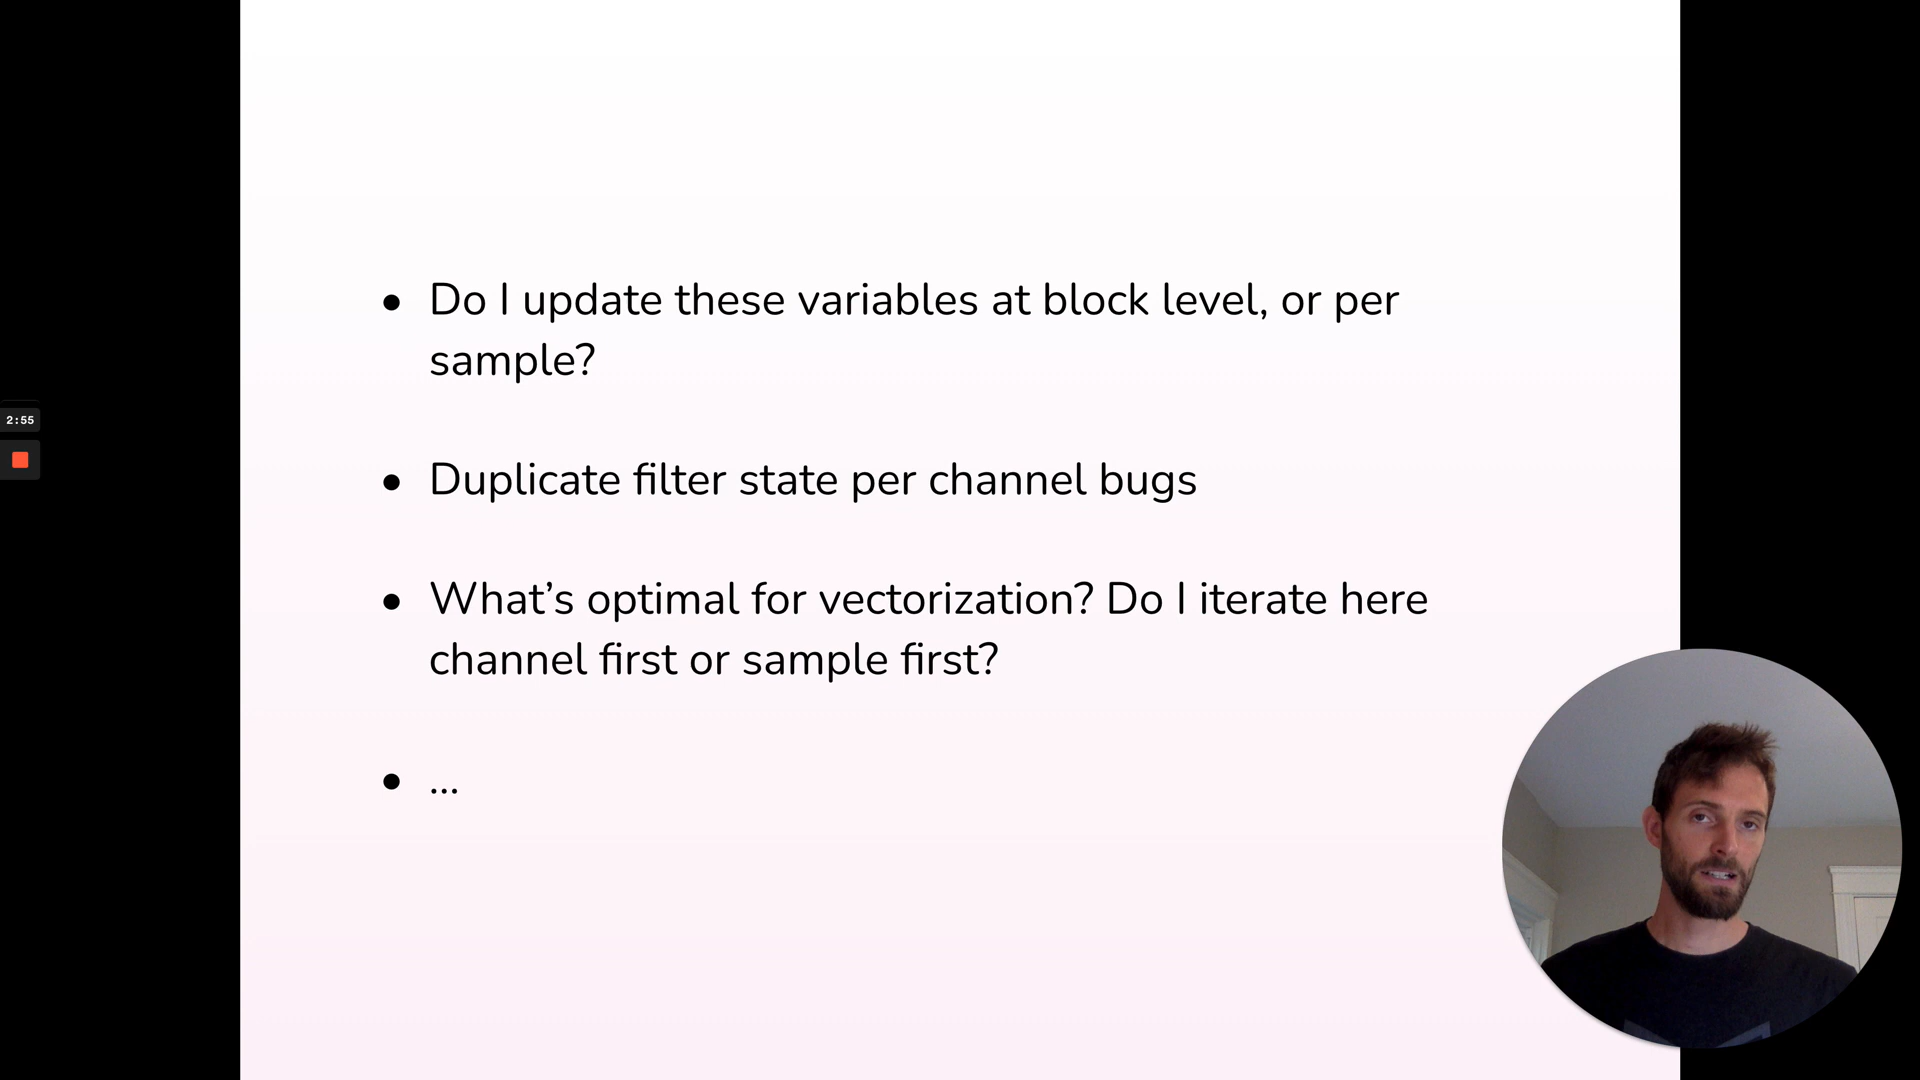 • Do I update these variables at block level, or per
sample?
• Duplicate filter state per channel bugs
• What’s optimal for vectorization? Do I iterate here
channel first or sample first?
• ...
2:55